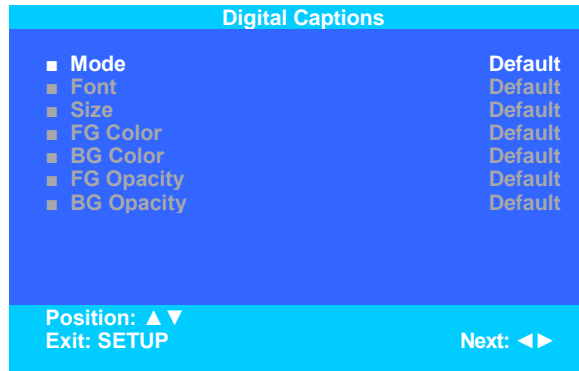 Digital Captions
■ Mode Default
■ Font Default
■ Size Default
■ FG Color Default
■ BG Color Default
■ FG Opacity Default
■ BG Opacity Default
Position: ▲▼
Exit: SETUP Next: ◄►